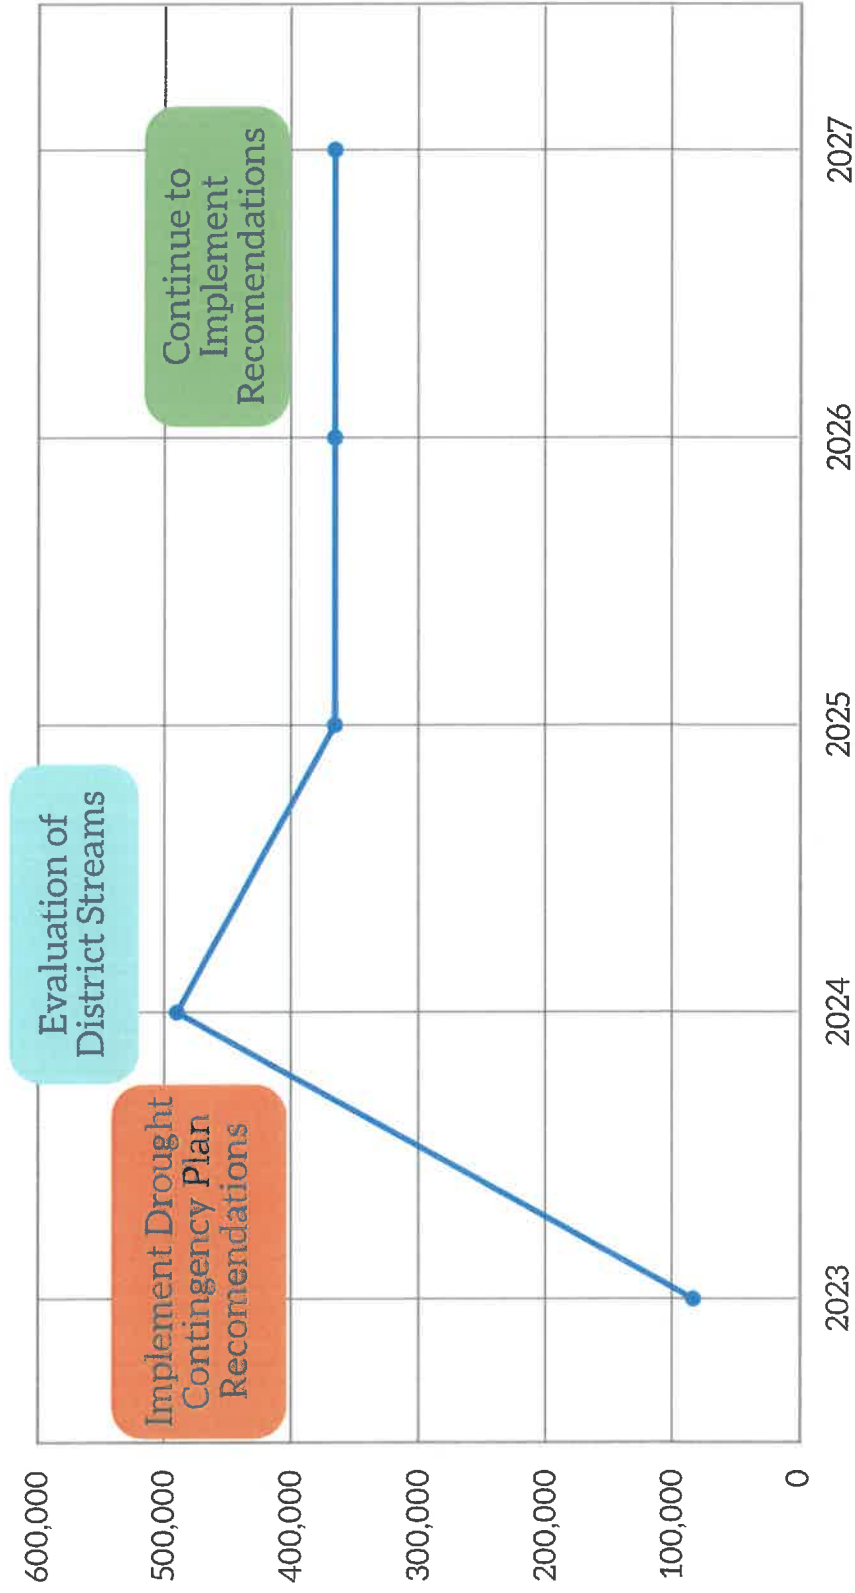 600,000
500,000
400,000
300,000
200,000
100,000
0
Implement Drought
Contingency Plan
Recomendations
Evaluation of
District Streams
Continue to
Implement
Recomendations
2023
2024
2025
2026
2027